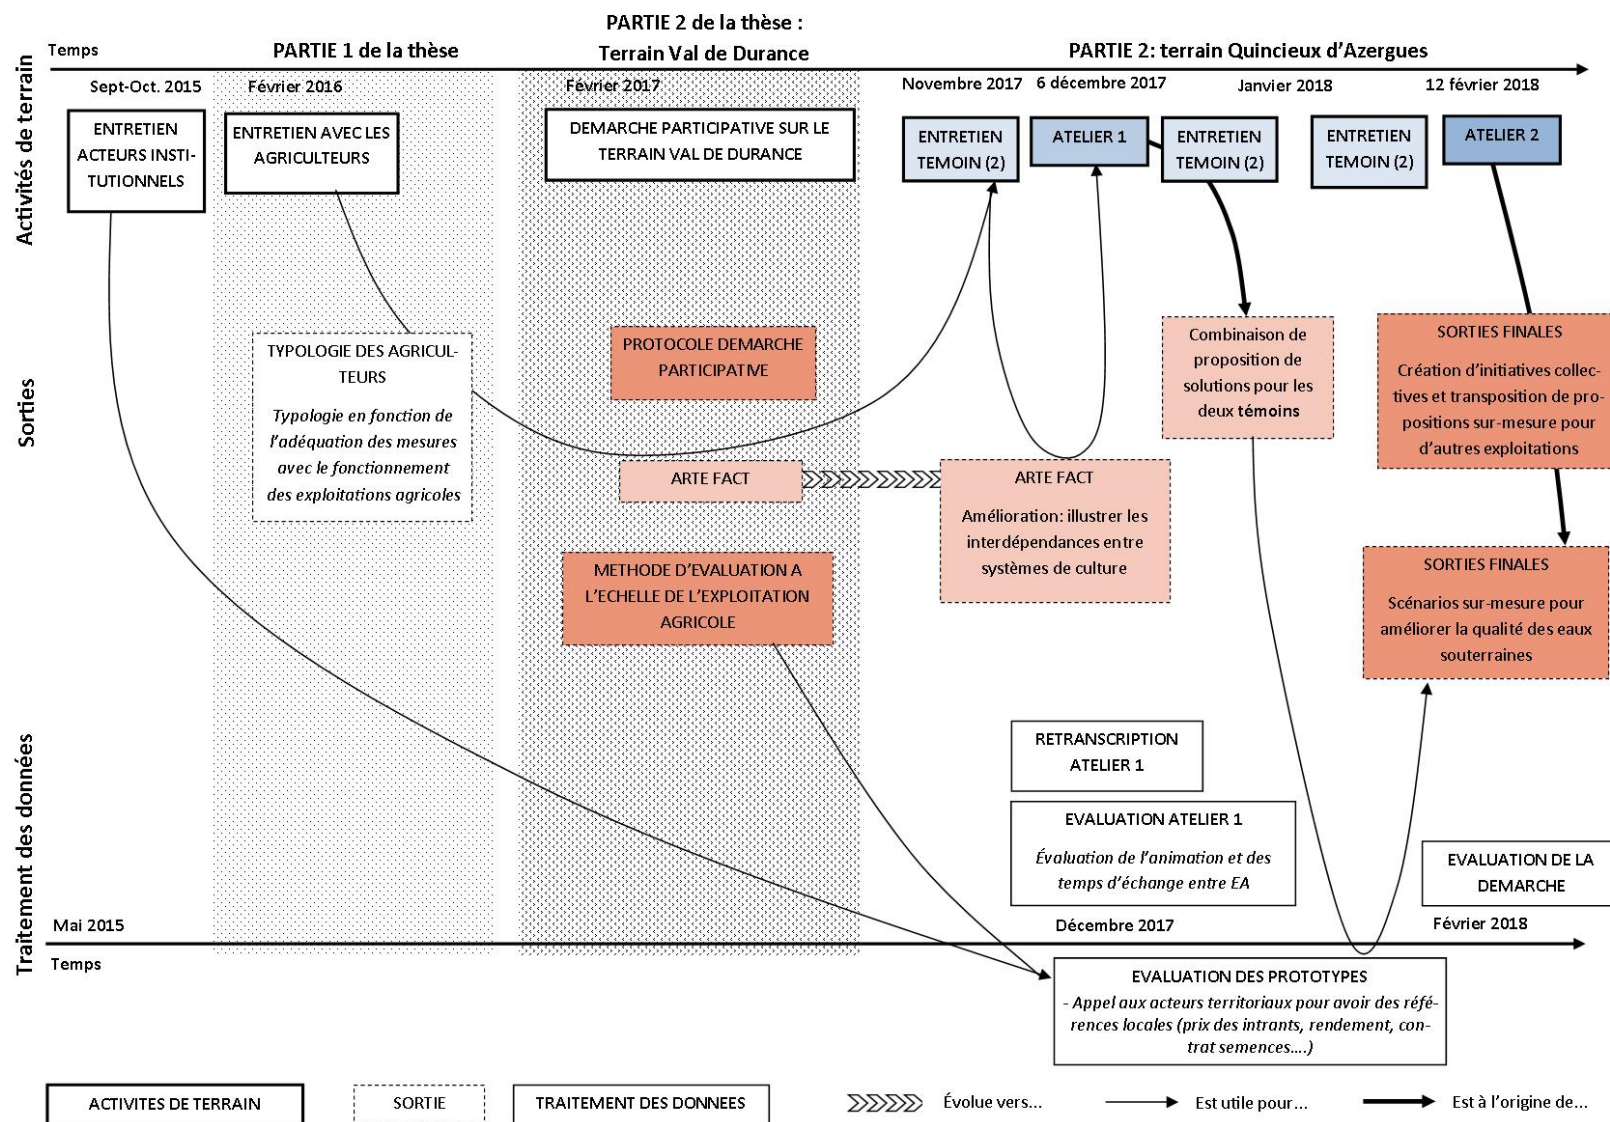 PARTIE 2 de la thèse :
Temps
PARTIE 1 de la thèse
Terrain Val de Durance
PARTIE 2: terrain Quincieux d’Azergues
Activités de terrain
Sept-Oct. 2015
Février 2016
Février 2017
Novembre 2017
6 décembre 2017
Janvier 2018
12 février 2018
ENTRETIEN
ACTEURS INSTI-
TUTIONNELS
ENTRETIEN AVEC LES
AGRICULTEURS
DEMARCHE PARTICIPATIVE SUR LE
TERRAIN VAL DE DURANCE
ENTRETIEN
TEMOIN (2)
ATELIER 1
ENTRETIEN
TEMOIN (2)
ENTRETIEN
TEMOIN (2)
ATELIER 2
Sorties
TYPOLOGIE DES AGRICUL-
TEURS
Typologie en fonction de
l’adéquation des mesures
avec le fonctionnement
des exploitations agricoles
PROTOCOLE DEMARCHE
PARTICIPATIVE
ARTE FACT
METHODE D’EVALUATION A
L’ECHELLE DE L’EXPLOITATION
AGRICOLE
ARTE FACT
Amélioration: illustrer les
interdépendances entre
systèmes de culture
Combinaison de
proposition de
solutions pour les
deux témoins
SORTIES FINALES
Création d’initiatives collec-
tives et transposition de pro-
positions sur-mesure pour
d’autres exploitations
SORTIES FINALES
Scénarios sur-mesure pour
améliorer la qualité des eaux
souterraines
Traitement des données
RETRANSCRIPTION
ATELIER 1
EVALUATION ATELIER 1
Évaluation de l’animation et des
temps d’échange entre EA
EVALUATION DE LA
DEMARCHE
Mai 2015
Décembre 2017
Février 2018
Temps
EVALUATION DES PROTOTYPES
- Appel aux acteurs territoriaux pour avoir des réfé-
rences locales (prix des intrants, rendement, con-
trat semences....)
ACTIVITES DE TERRAIN
SORTIE
TRAITEMENT DES DONNEES
Évolue vers...
Est utile pour...
Est à l’origine de...